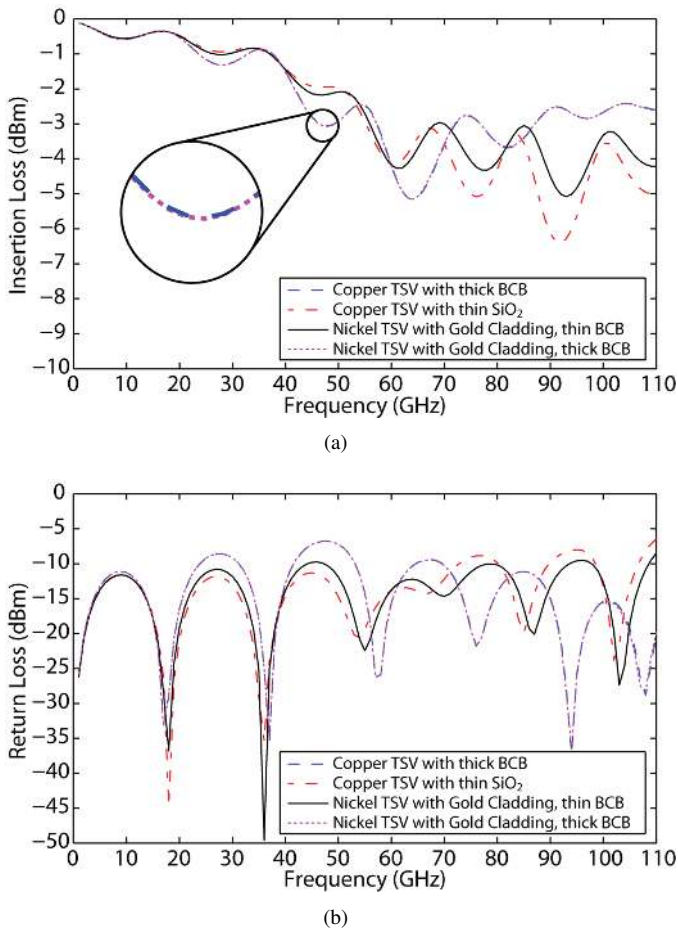 0
−1
−2
−3
−4
−5
−6
−7
−8
−9
−10
Insertion Loss (dBm)
Copper TSV with thick BCB
Copper TSV with thin SiO₂
Nickel TSV with Gold Cladding, thin BCB
Nickel TSV with Gold Cladding, thick BCB
0 10 20 30 40 50 60 70 80 90 100 110
Frequency (GHz)
(a)
0
−5
−10
−15
−20
−25
−30
−35
−40
−45
−50
Return Loss (dBm)
Copper TSV with thick BCB
Copper TSV with thin SiO₂
Nickel TSV with Gold Cladding, thin BCB
Nickel TSV with Gold Cladding, thick BCB
0 10 20 30 40 50 60 70 80 90 100 110
Frequency (GHz)
(b)